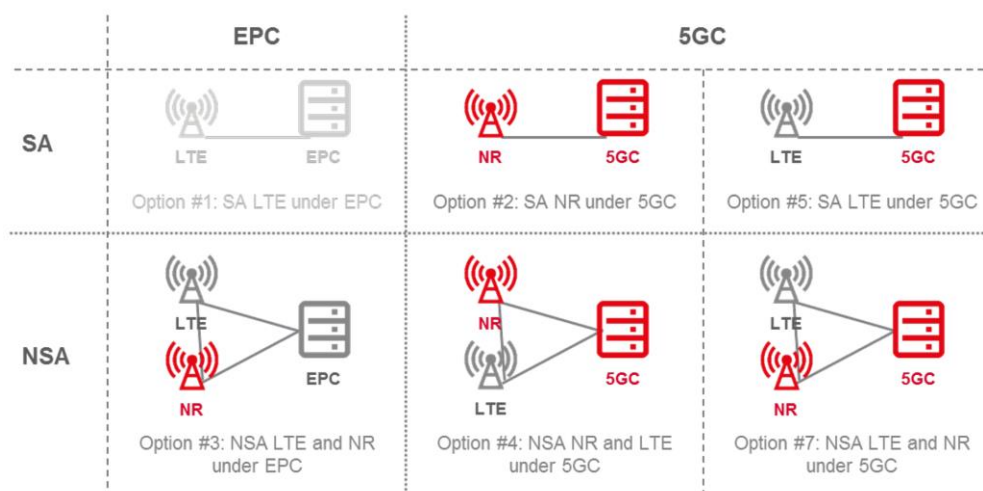 EPC
5GC
SA
LTE
EPC
Option #1: SA LTE under EPC
NR
5GC
Option #2: SA NR under 5GC
LTE
5GC
Option #5: SA LTE under 5GC
NSA
LTE
NR
EPC
Option #3: NSA LTE and NR
under EPC
NR
LTE
5GC
Option #4: NSA NR and LTE
under 5GC
LTE
NR
5GC
Option #7: NSA LTE and NR
under 5GC